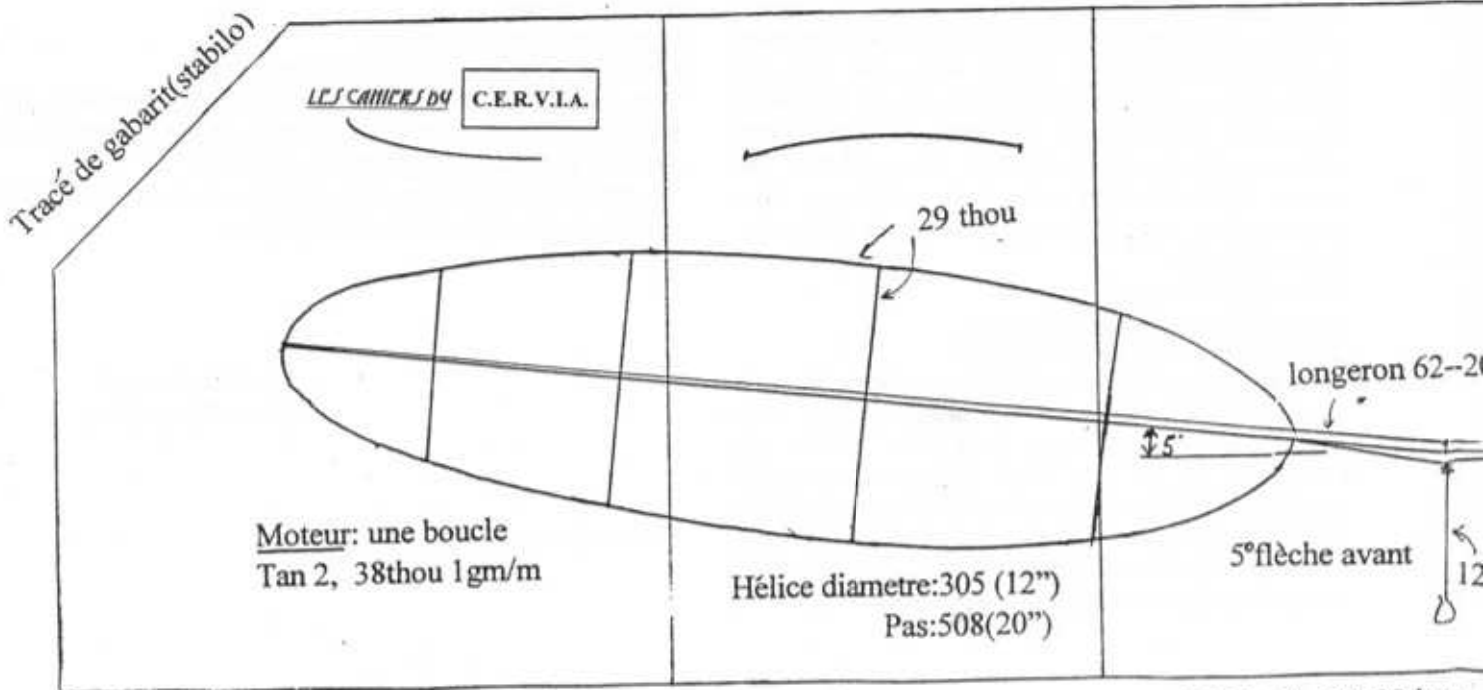 Tracé de gabarit(stabilo)
LES CAHIERS DU C.E.R.V.I.A.
29 thou
longeron 62--20
5°
Moteur: une boucle
Tan 2, 38thou 1gm/m
Hélice diametre:305 (12”)
Pas:508(20”)
5°flèche avant
12